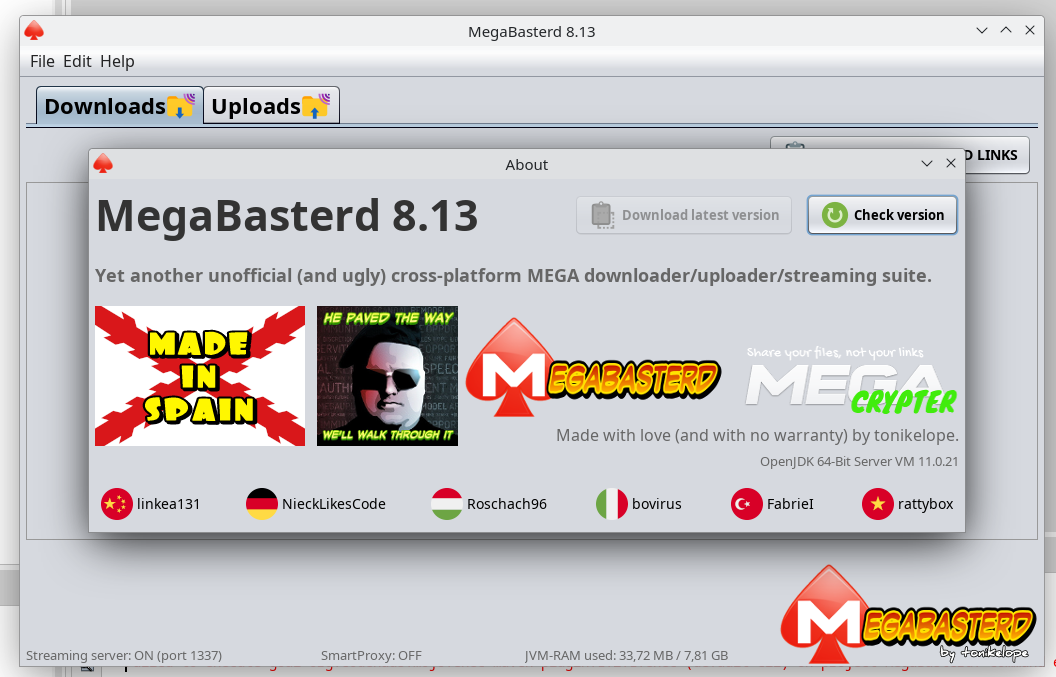 MegaBasterd 8.13
File Edit Help
Downloads Uploads
LINKS
About
MegaBasterd 8.13
Download latest version
Check version
Yet another unofficial (and ugly) cross-platform MEGA downloader/uploader/streaming suite.
MADE
IN
SPAIN
HE PAVED THE WAY
WE'LL WALK THROUGH IT
MEGABASTERD
Share your files, not your links
MEGA
CRYPTER
Made with love (and with no warranty) by tonikelope.
OpenJDK 64-Bit Server VM 11.0.21
linkea131 NieckLikesCode Roschach96 bovirus FabrieI rattybox
MEGABASTERD
by tonikelope
Streaming server: ON (port 1337) SmartProxy: OFF JVM-RAM used: 33,72 MB / 7,81 GB